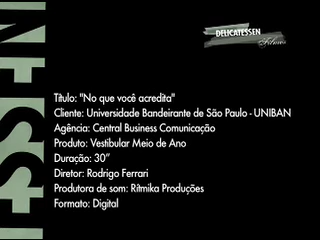 DELICATESSEN
Filmes
Título: "No que você acredita"
Cliente: Universidade Bandeirante de São Paulo - UNIBAN
Agência: Central Business Comunicação
Produto: Vestibular Meio de Ano
Duração: 30”
Diretor: Rodrigo Ferrari
Produtora de som: Rítmika Produções
Formato: Digital